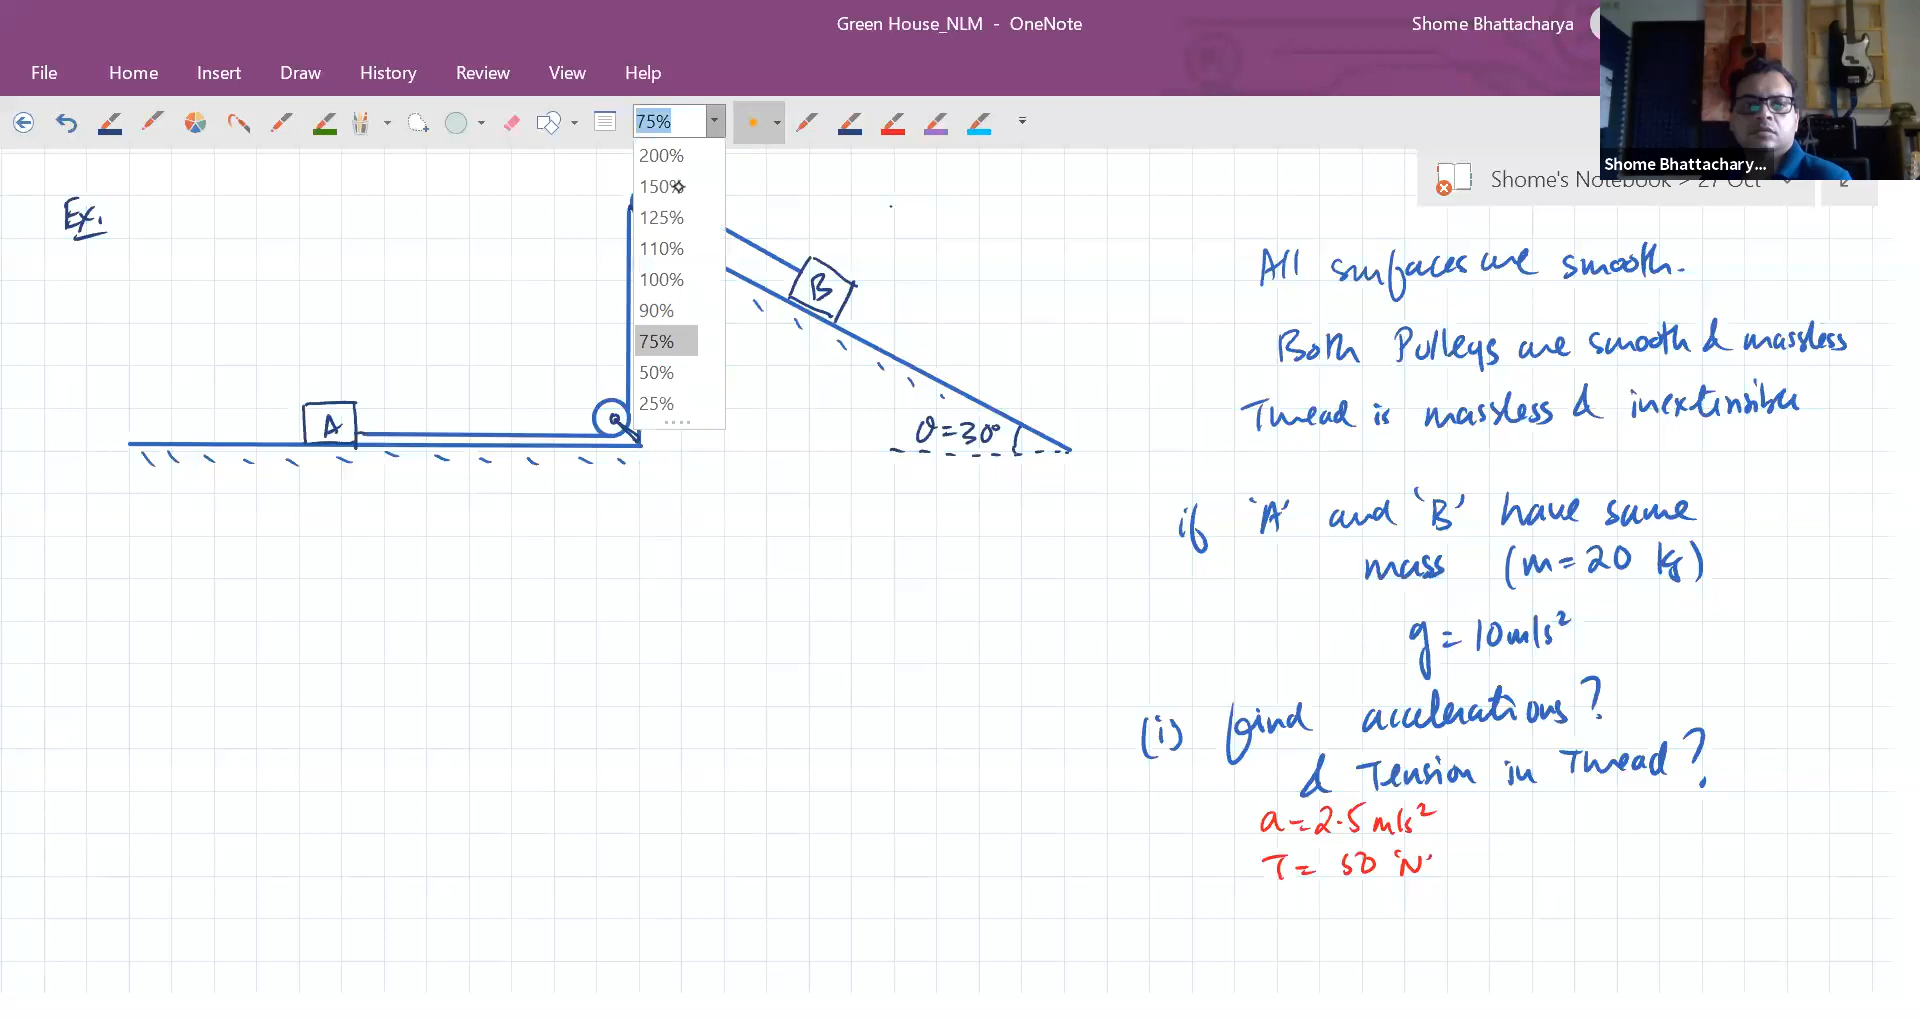 Green House_NLM - OneNote
Shome Bhattacharya
File Home Insert Draw History Review View Help
75%
200%
150%
125%
110%
100%
90%
75%
50%
25%
Shome Bhattachary...
Shome's Notebook > 27 Oct
Ex.
A
B
θ=30°
All surfaces are smooth.
Both Pulleys are smooth & massless
Thread is massless & inextensible
if 'A' and 'B' have same
mass (m=20 kg)
g = 10 m/s²
(i) find accelerations?
& Tension in Thread?
a = 2.5 m/s²
T = 50 'N'